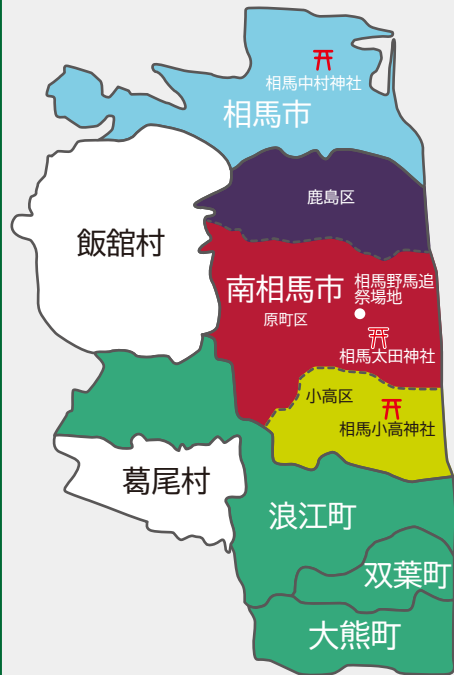 相馬中村神社
相馬市
鹿島区
飯舘村
南相馬市
原町区
相馬野馬追
祭場地
相馬太田神社
小高区
相馬小高神社
葛尾村
浪江町
双葉町
大熊町